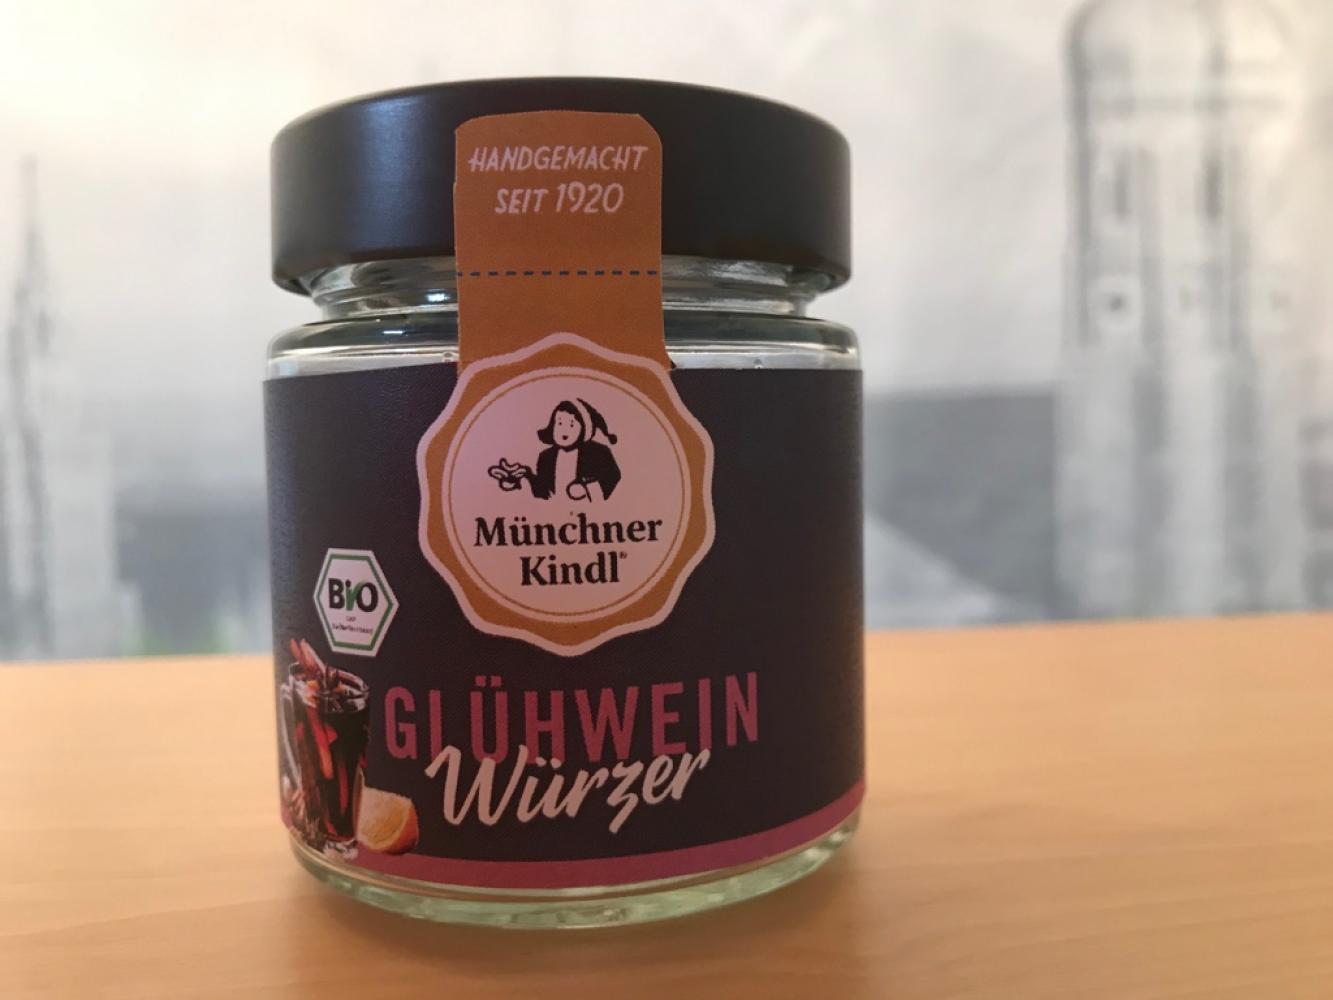 HANDGEMACHT
SEIT 1920
Münchner
Kindl®
BiO
GLÜHWEIN
Würzer